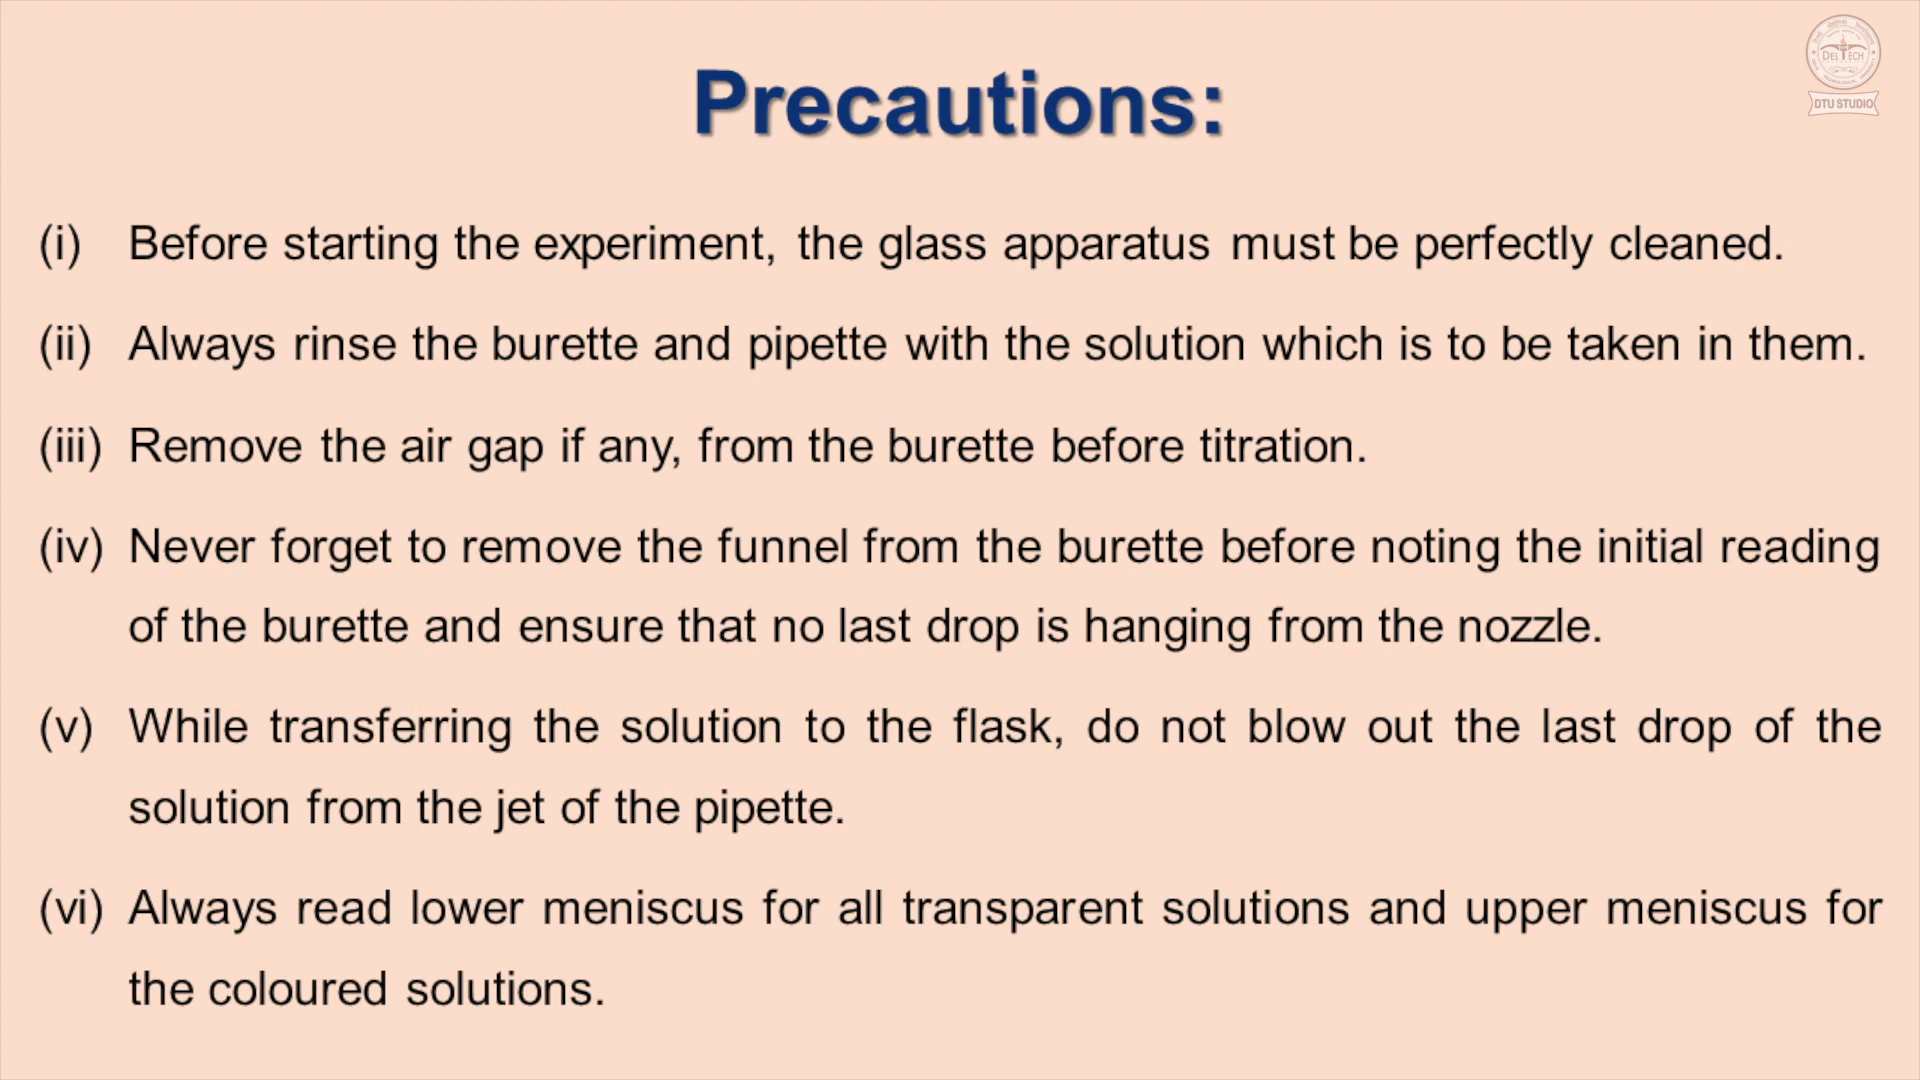 Precautions:
DELTECH
DTU STUDIO
(i) Before starting the experiment, the glass apparatus must be perfectly cleaned.
(ii) Always rinse the burette and pipette with the solution which is to be taken in them.
(iii) Remove the air gap if any, from the burette before titration.
(iv) Never forget to remove the funnel from the burette before noting the initial reading
of the burette and ensure that no last drop is hanging from the nozzle.
(v) While transferring the solution to the flask, do not blow out the last drop of the
solution from the jet of the pipette.
(vi) Always read lower meniscus for all transparent solutions and upper meniscus for
the coloured solutions.